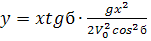 y = xtgб · gx² / 2V₀²cos²б